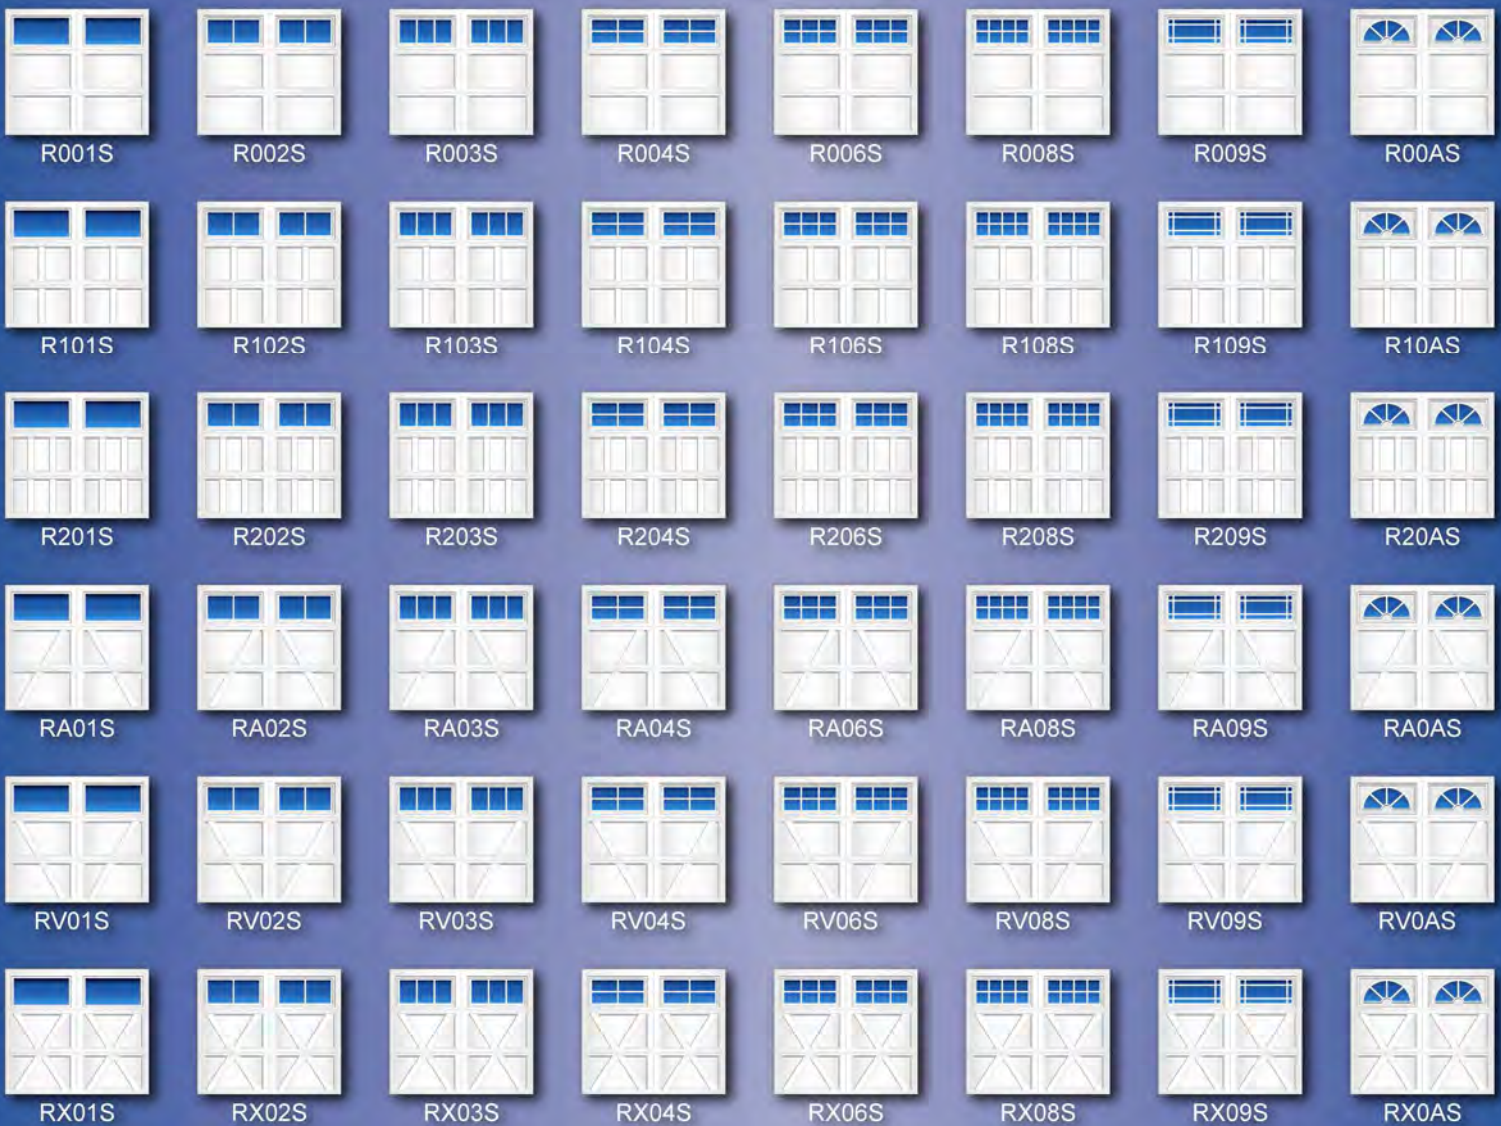 R001S R002S R003S R004S R006S R008S R009S R00AS
R101S R102S R103S R104S R106S R108S R109S R10AS
R201S R202S R203S R204S R206S R208S R209S R20AS
RA01S RA02S RA03S RA04S RA06S RA08S RA09S RA0AS
RV01S RV02S RV03S RV04S RV06S RV08S RV09S RV0AS
RX01S RX02S RX03S RX04S RX06S RX08S RX09S RX0AS